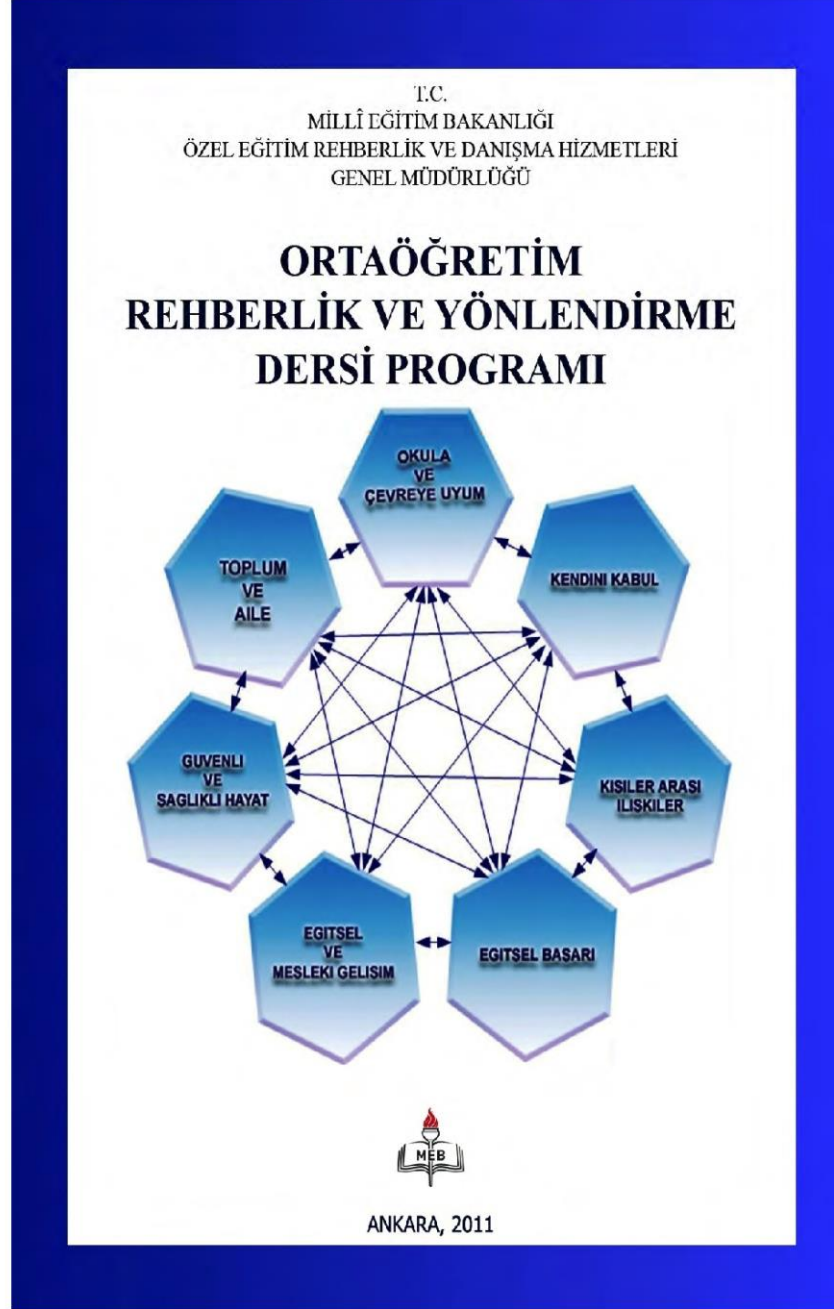 T.C.
MİLLÎ EĞİTİM BAKANLIĞI
ÖZEL EĞİTİM REHBERLİK VE DANIŞMA HİZMETLERİ
GENEL MÜDÜRLÜĞÜ
ORTAÖĞRETİM
REHBERLİK VE YÖNLENDİRME
DERSİ PROGRAMI
OKULA
VE
ÇEVREYE UYUM
TOPLUM
VE
AILE
KENDINI KABUL
GUVENLI
VE
SAGLIKLI HAYAT
KISILER ARASI
ILISKILER
EGITSEL
VE
MESLEKI GELISIM
EGITSEL BASARI
MEB
ANKARA, 2011